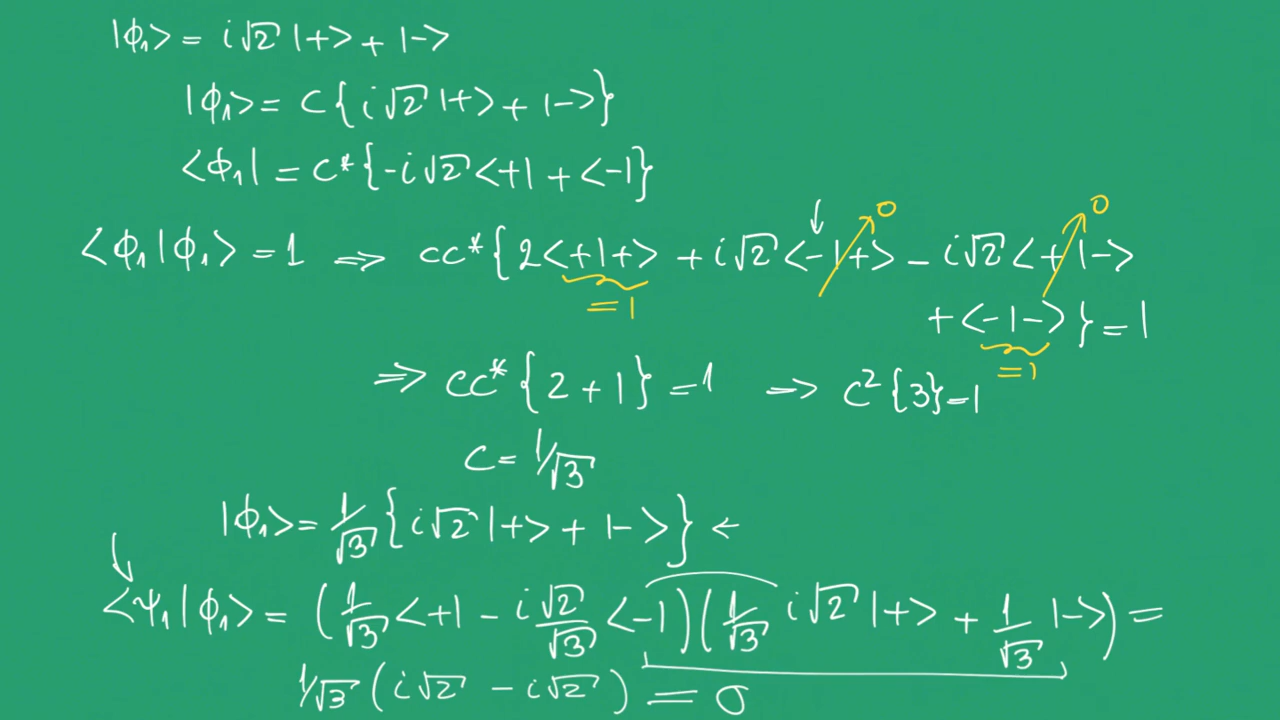 |ϕ₁> = i√2 |+> + |->
|ϕ₁> = C{i√2 |+> + |->}
<ϕ₁| = C*{-i√2 <+| + <-|}
0 0
<ϕ₁|ϕ₁> = 1 => CC*{2<+|+> + i√2 <-|+> - i√2 <+|->
=1
+ <-|->} = 1
=1
=> CC*{2+1} = 1 => C²{3} = 1
C = 1/√3
|ϕ₁> = 1/√3 {i√2 |+> + |->} ←
<Ψ₁|ϕ₁> = (1/√3 <+| - i √2/√3 <-|)(1/√3 i√2 |+> + 1/√3 |->) =
1/√3 (i√2 - i√2) = 0